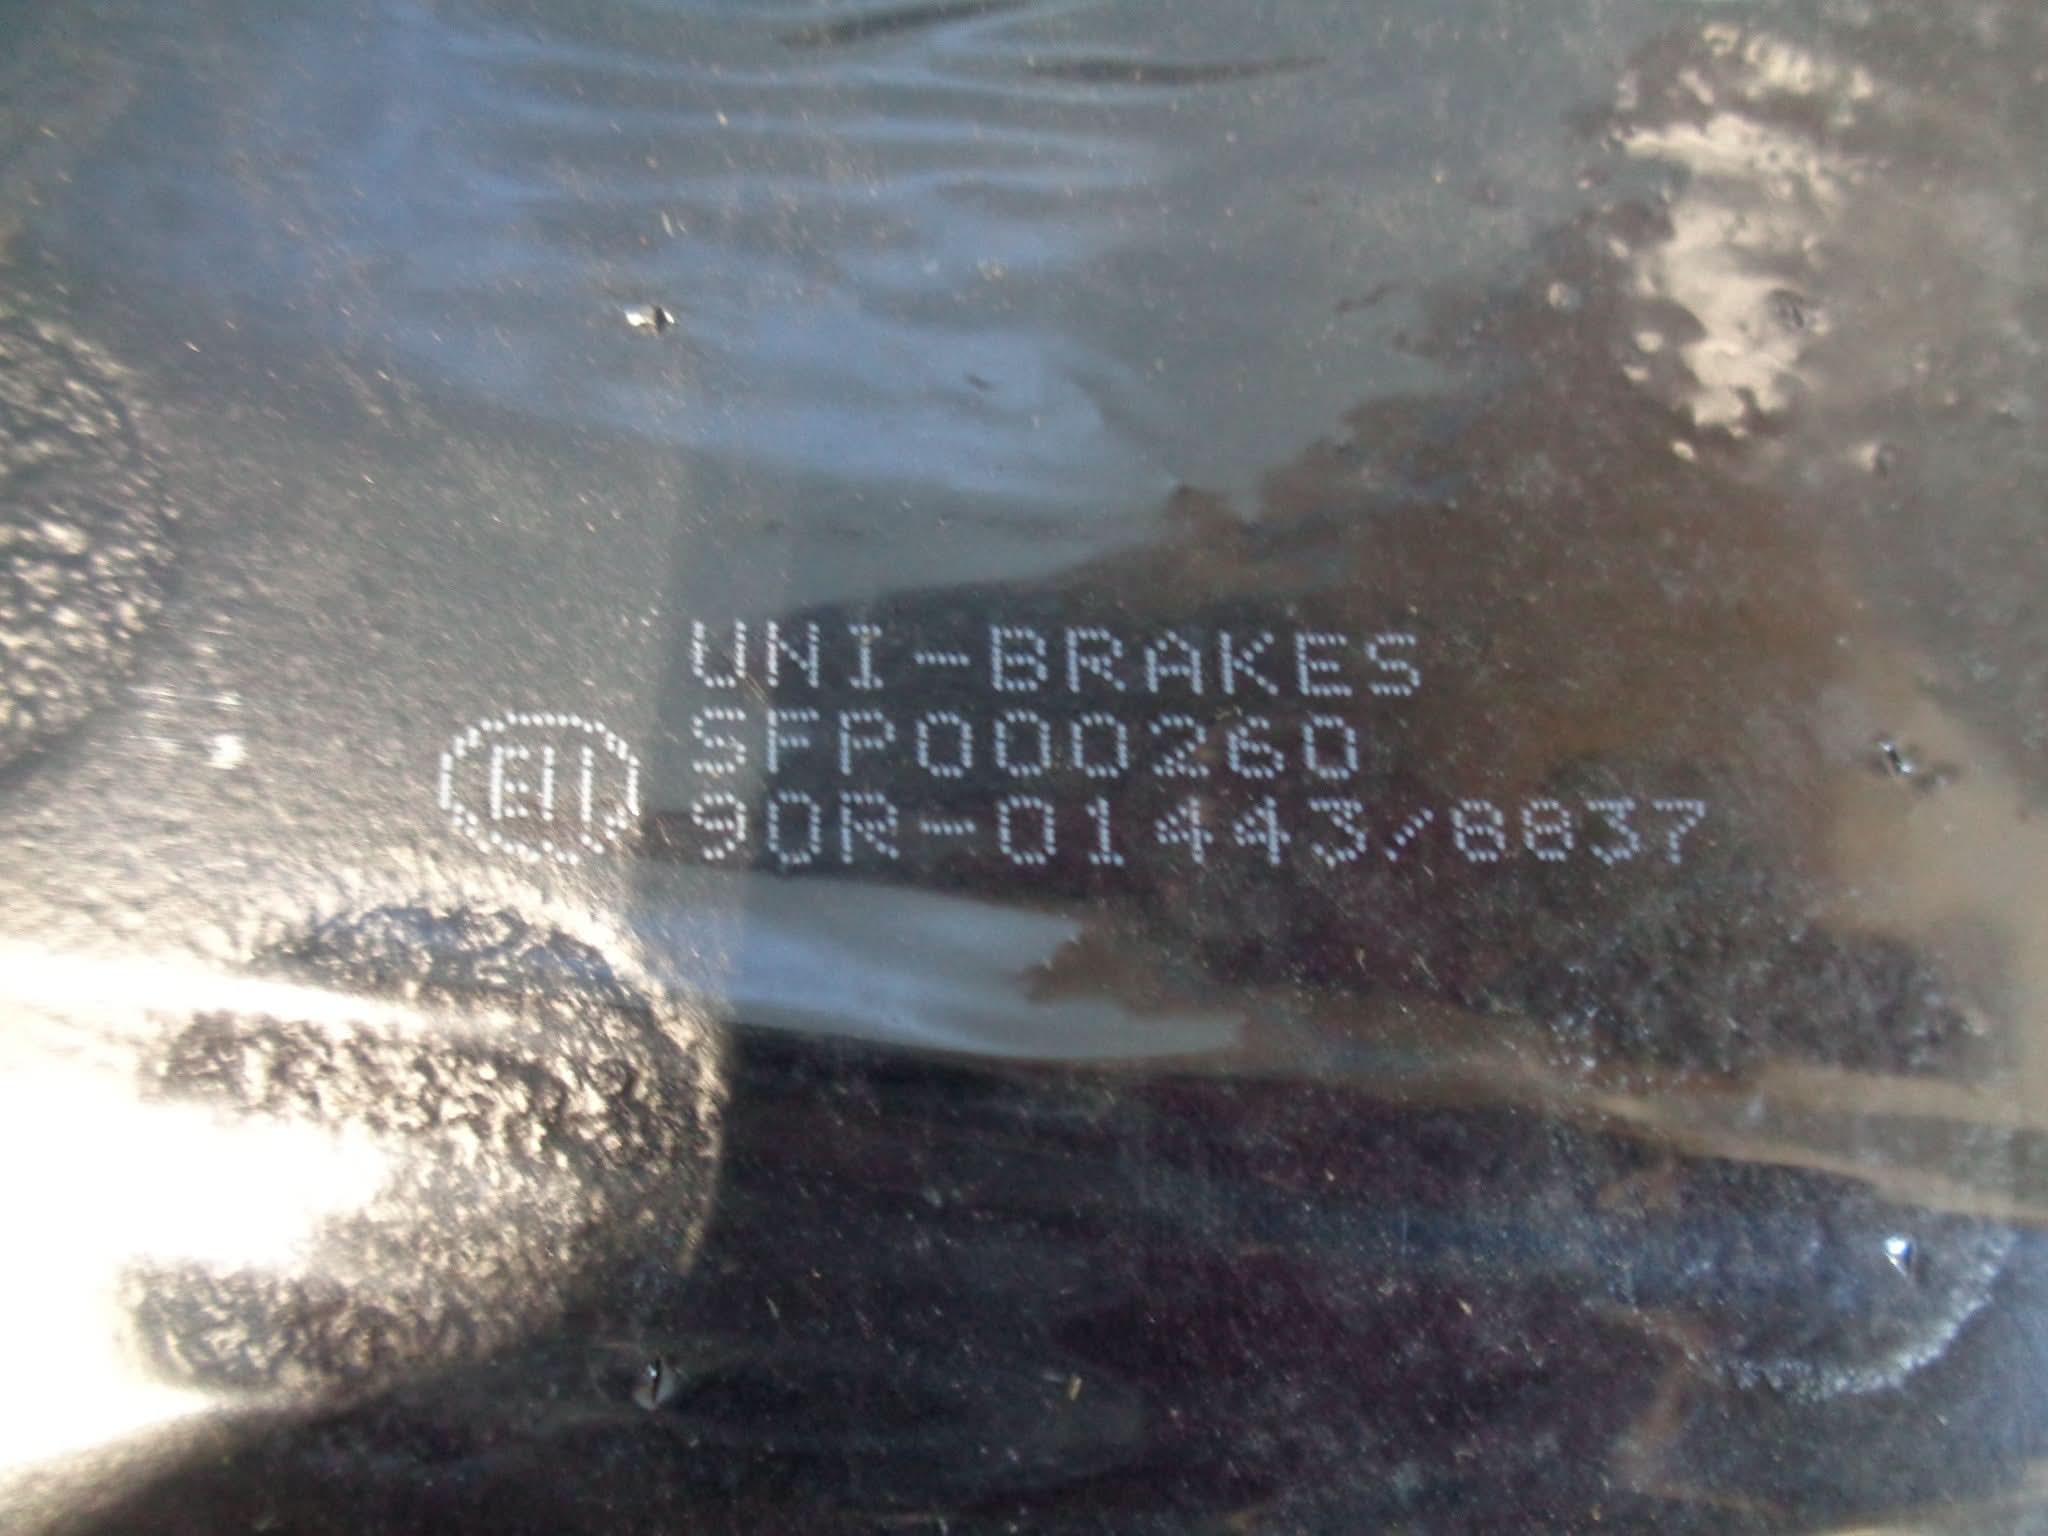 UNI-BRAKES
E11 SFP000260
90R-01443/8837